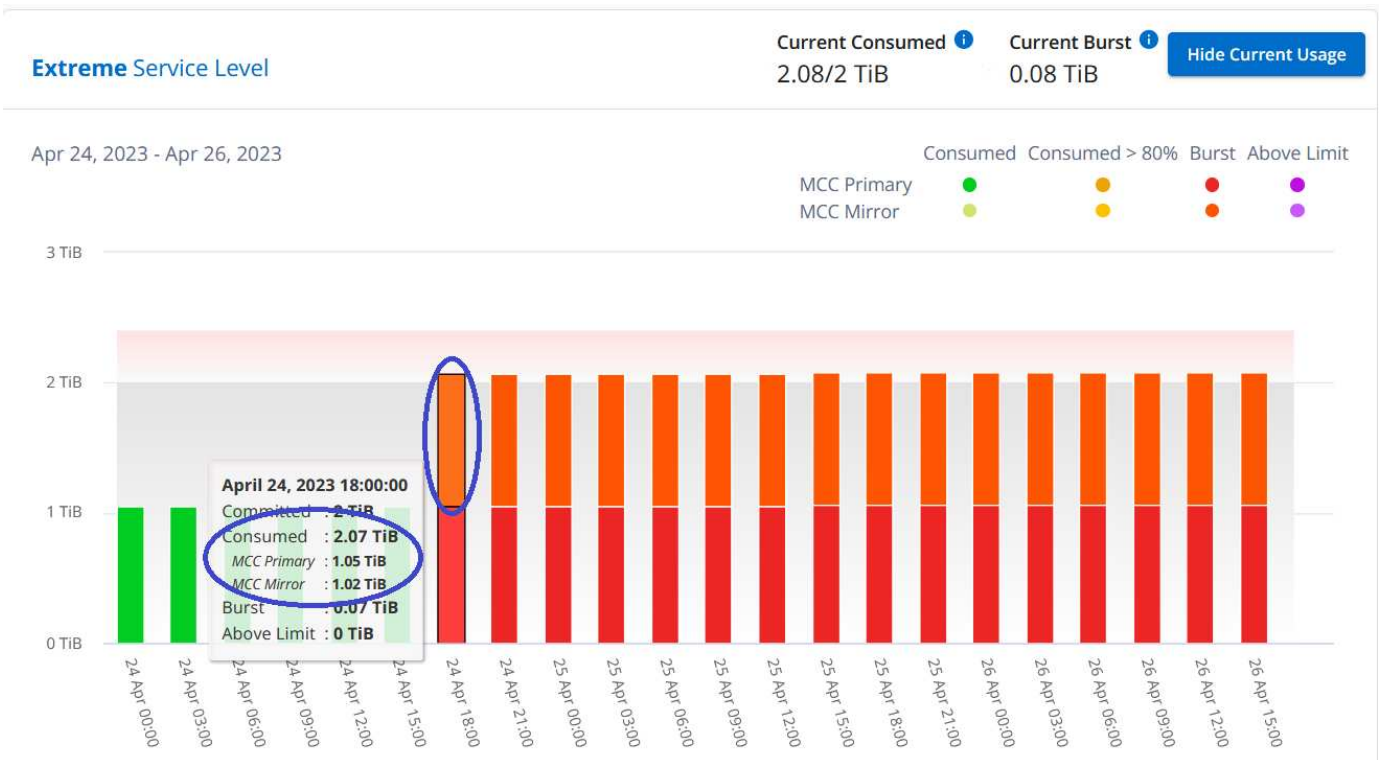 Extreme Service Level
Current Consumed
2.08/2 TiB
Current Burst
0.08 TiB
Hide Current Usage
Apr 24, 2023 - Apr 26, 2023
Consumed Consumed > 80% Burst Above Limit
MCC Primary
MCC Mirror
3 TiB
2 TiB
1 TiB
0 TiB
April 24, 2023 18:00:00
Committed : 2 TiB
Consumed : 2.07 TiB
MCC Primary : 1.05 TiB
MCC Mirror : 1.02 TiB
Burst : 0.07 TiB
Above Limit : 0 TiB
24 Apr 00:00
24 Apr 03:00
24 Apr 06:00
24 Apr 09:00
24 Apr 12:00
24 Apr 15:00
24 Apr 18:00
24 Apr 21:00
25 Apr 00:00
25 Apr 03:00
25 Apr 06:00
25 Apr 09:00
25 Apr 12:00
25 Apr 15:00
25 Apr 18:00
25 Apr 21:00
26 Apr 00:00
26 Apr 03:00
26 Apr 06:00
26 Apr 09:00
26 Apr 12:00
26 Apr 15:00